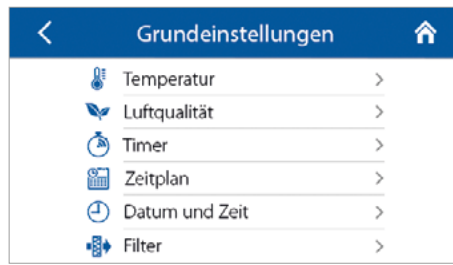 Grundeinstellungen
Temperatur
Luftqualität
Timer
Zeitplan
Datum und Zeit
Filter